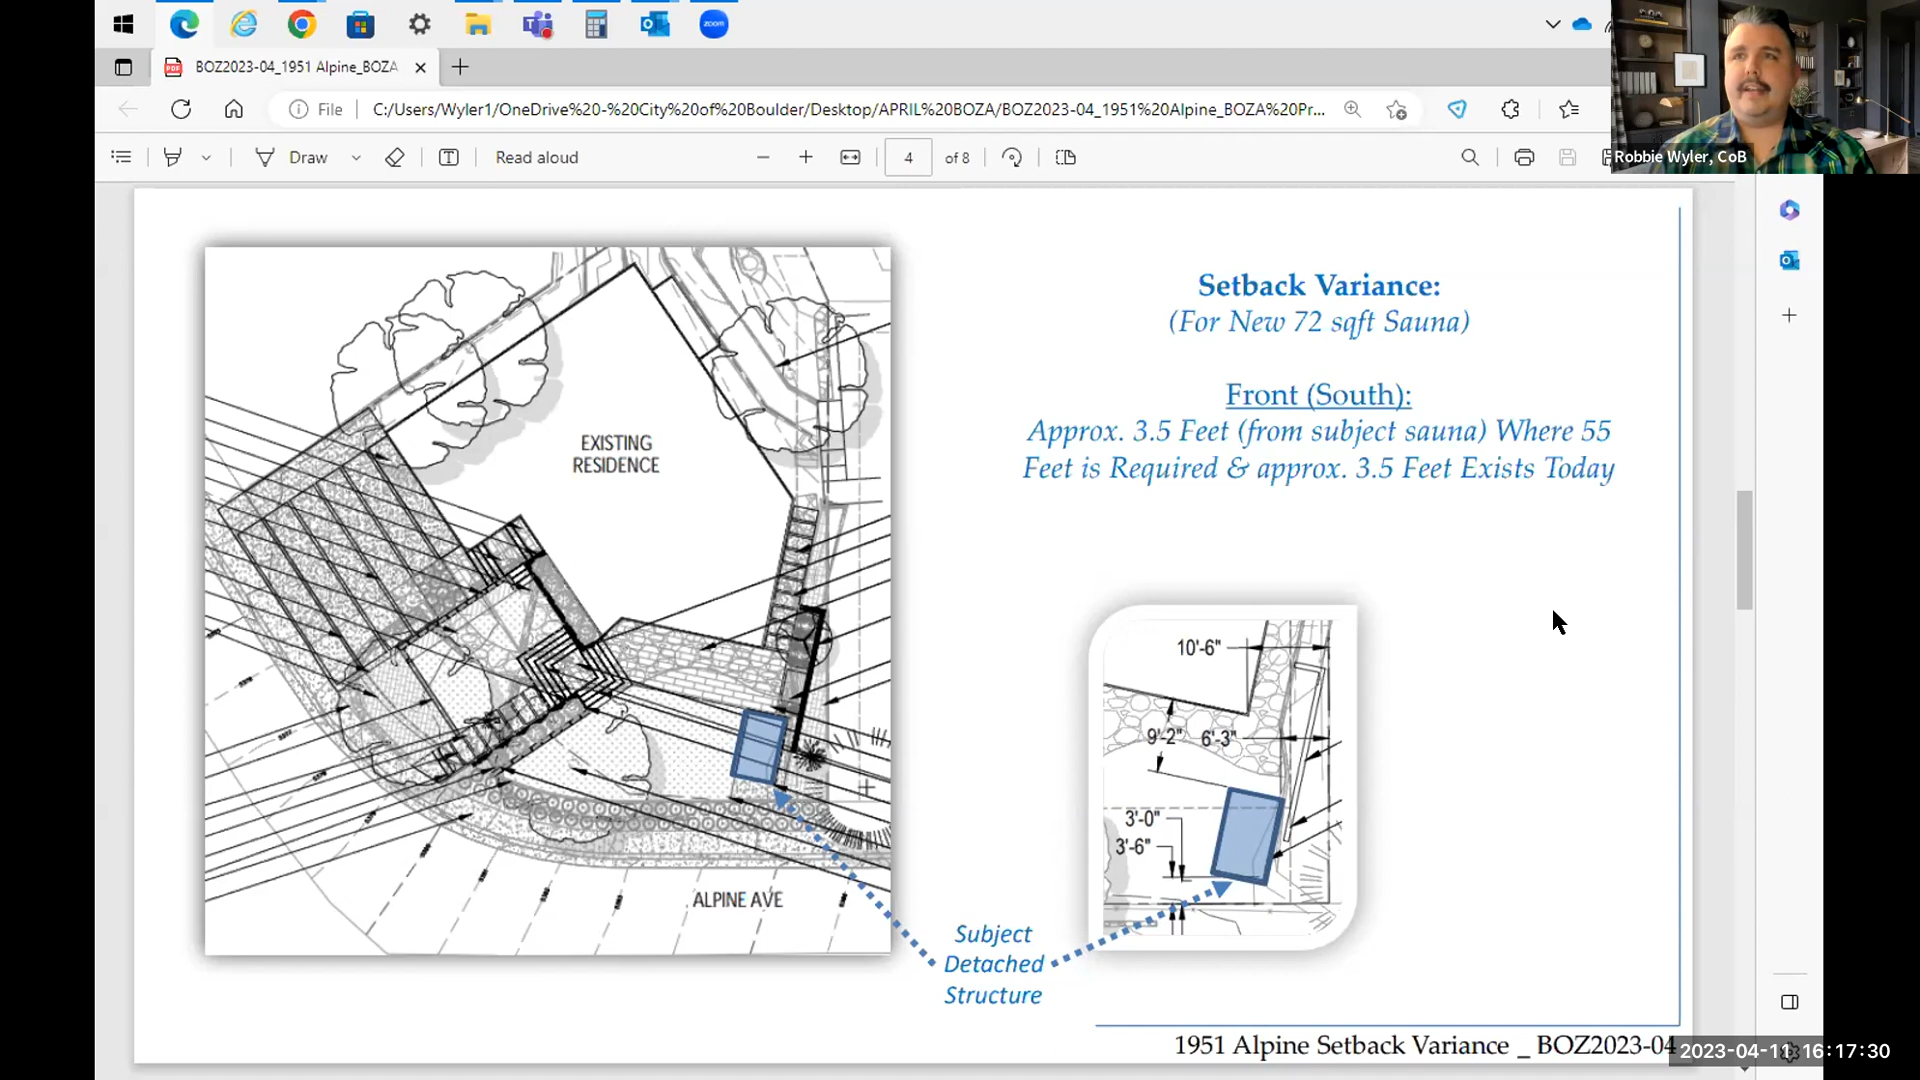 zoom
BOZ2023-04_1951 Alpine_BOZA
File
C:/Users/Wyler1/OneDrive%20-%20City%20of%20Boulder/Desktop/APRIL%20BOZA/BOZ2023-04_1951%20Alpine_BOZA%20Pr...
Draw
Read aloud
4
of 8
Robbie Wyler, CoB
Setback Variance:
(For New 72 sqft Sauna)
Front (South):
Approx. 3.5 Feet (from subject sauna) Where 55
Feet is Required & approx. 3.5 Feet Exists Today
EXISTING
RESIDENCE
ALPINE AVE
10'-6"
9'-2"
6'-3"
3'-0"
3'-6"
Subject
Detached
Structure
1951 Alpine Setback Variance _ BOZ2023-04
2023-04-11 16:17:30